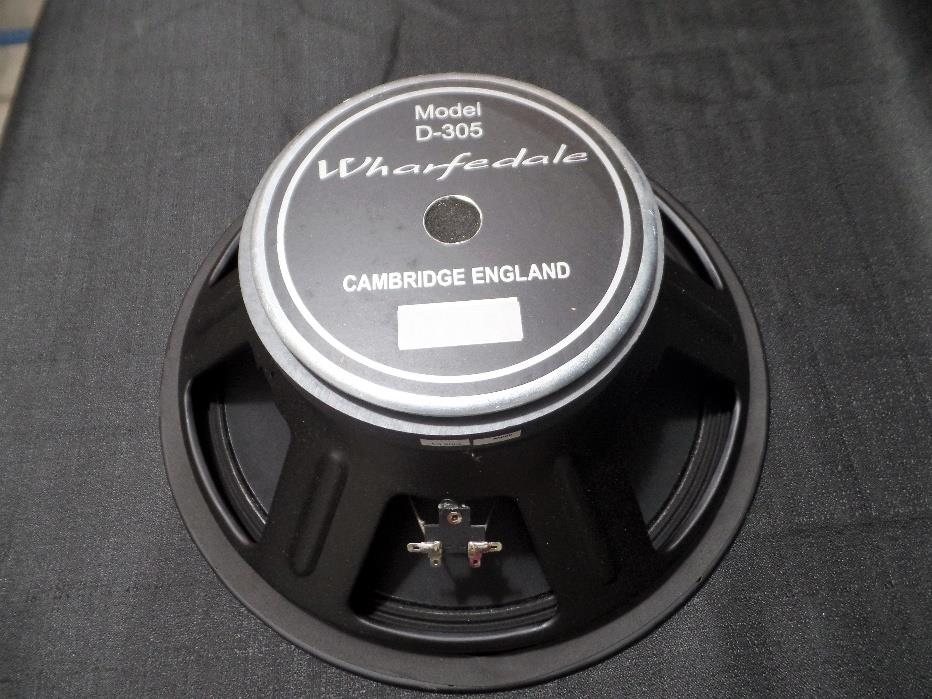 Model
D-305
Wharfedale
CAMBRIDGE ENGLAND